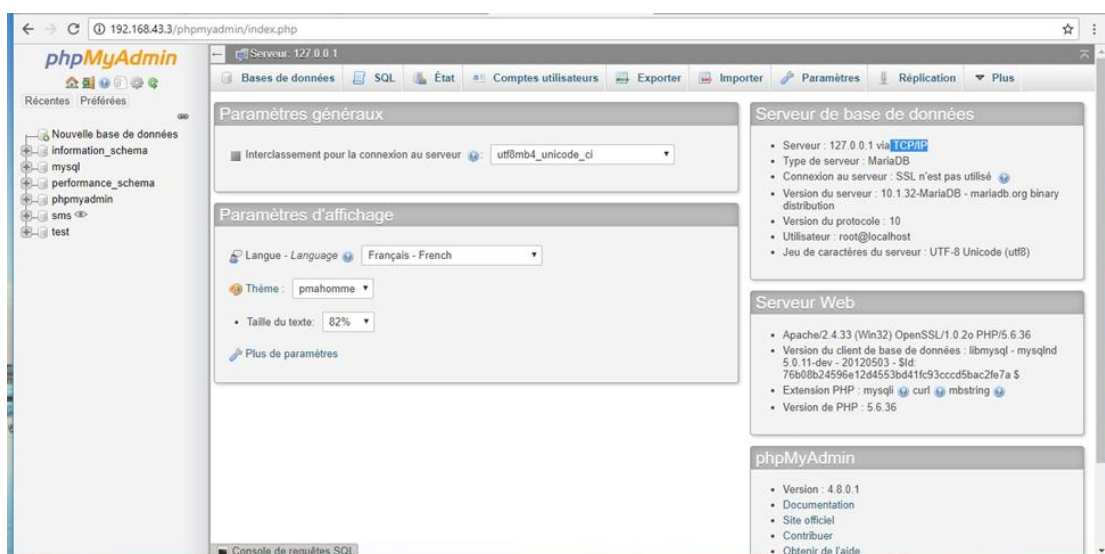 192.168.43.3/phpmyadmin/index.php
phpMyAdmin
Récentes Préférées
Nouvelle base de données
information_schema
mysql
performance_schema
phpmyadmin
sms
test
Serveur: 127.0.0.1
Bases de données SQL État Comptes utilisateurs Exporter Importer Paramètres Réplication Plus
Paramètres généraux
Interclassement pour la connexion au serveur : utf8mb4_unicode_ci
Paramètres d'affichage
Langue - Language Français - French
Thème : pmahomme
• Taille du texte: 82%
Plus de paramètres
Console de requêtes SQL
Serveur de base de données
• Serveur : 127.0.0.1 via TCP/IP
• Type de serveur : MariaDB
• Connexion au serveur : SSL n'est pas utilisé
• Version du serveur : 10.1.32-MariaDB - mariadb.org binary
distribution
• Version du protocole : 10
• Utilisateur : root@localhost
• Jeu de caractères du serveur : UTF-8 Unicode (utf8)
Serveur Web
• Apache/2.4.33 (Win32) OpenSSL/1.0.2o PHP/5.6.36
• Version du client de base de données : libmysql - mysqlnd
5.0.11-dev - 20120503 - $Id:
76b08b24596e12d4553bd41fc93cccd5bac2fe7a $
• Extension PHP : mysqli curl mbstring
• Version de PHP : 5.6.36
phpMyAdmin
• Version : 4.8.0.1
• Documentation
• Site officiel
• Contribuer
• Obtenir de l'aide